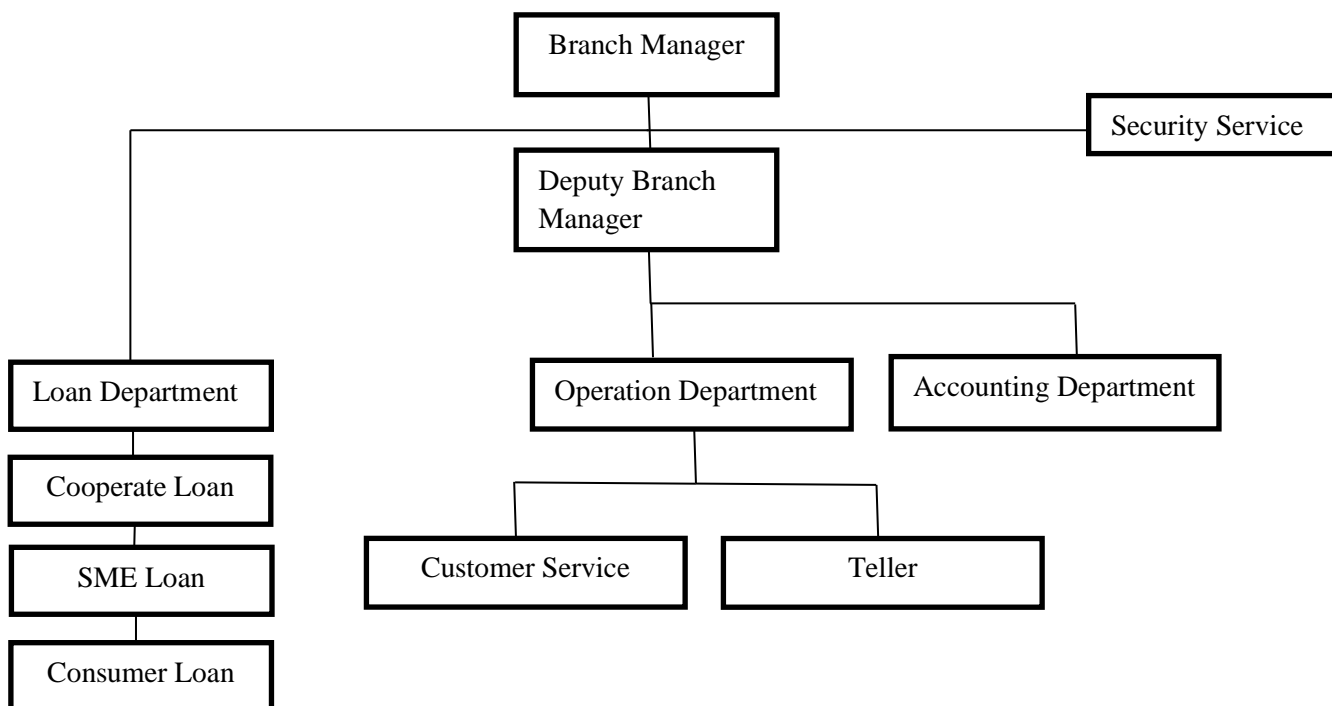 Branch Manager
Security Service
Deputy Branch
Manager
Loan Department
Operation Department
Accounting Department
Cooperate Loan
SME Loan
Customer Service
Teller
Consumer Loan